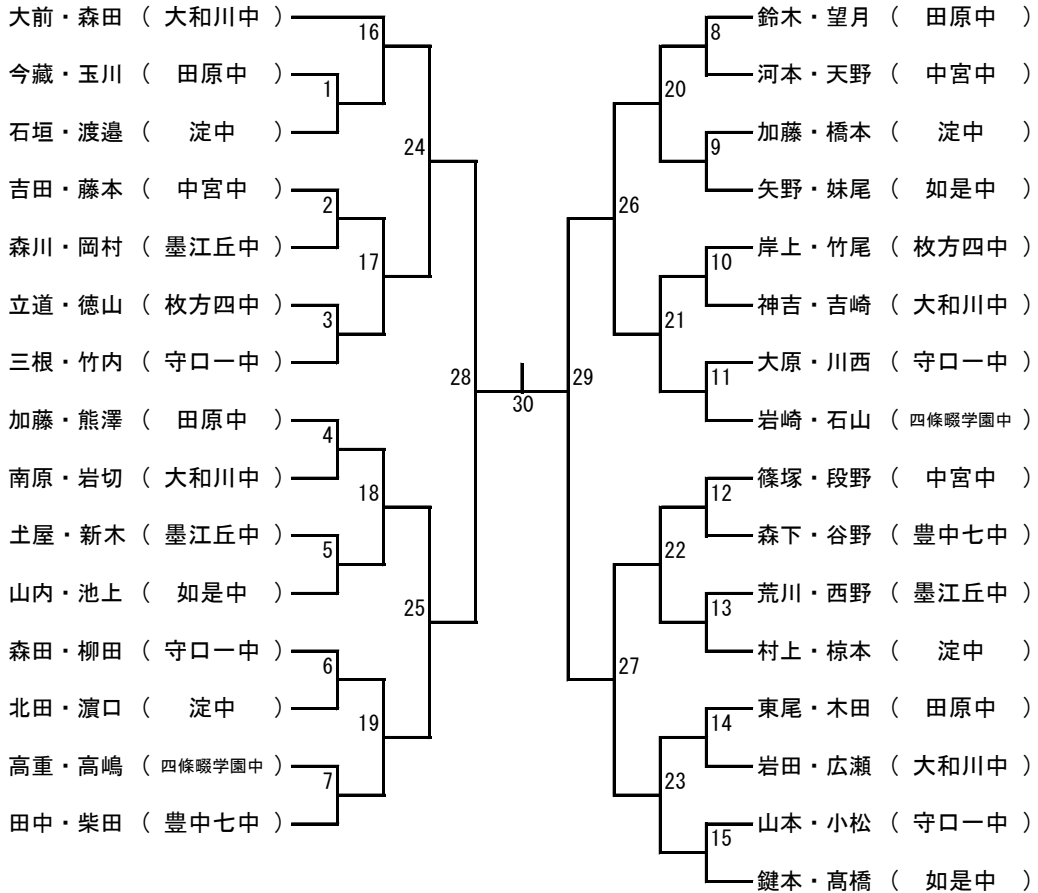 大前・森田 ( 大和川中 )
今藏・玉川 ( 田原中 )
石垣・渡邉 ( 淀中 )
吉田・藤本 ( 中宮中 )
森川・岡村 ( 墨江丘中 )
立道・徳山 ( 枚方四中 )
三根・竹内 ( 守口一中 )
加藤・熊澤 ( 田原中 )
南原・岩切 ( 大和川中 )
圡屋・新木 ( 墨江丘中 )
山内・池上 ( 如是中 )
森田・柳田 ( 守口一中 )
北田・濵口 ( 淀中 )
高重・高嶋 ( 四條畷学園中 )
田中・柴田 ( 豊中七中 )
16
1
24
2
17
3
28
4
18
5
25
6
19
7
30
29
8
20
9
26
10
21
11
12
22
13
27
14
23
15
鈴木・望月 ( 田原中 )
河本・天野 ( 中宮中 )
加藤・橋本 ( 淀中 )
矢野・妹尾 ( 如是中 )
岸上・竹尾 ( 枚方四中 )
神吉・吉崎 ( 大和川中 )
大原・川西 ( 守口一中 )
岩崎・石山 ( 四條畷学園中 )
篠塚・段野 ( 中宮中 )
森下・谷野 ( 豊中七中 )
荒川・西野 ( 墨江丘中 )
村上・椋本 ( 淀中 )
東尾・木田 ( 田原中 )
岩田・広瀬 ( 大和川中 )
山本・小松 ( 守口一中 )
鍵本・髙橋 ( 如是中 )